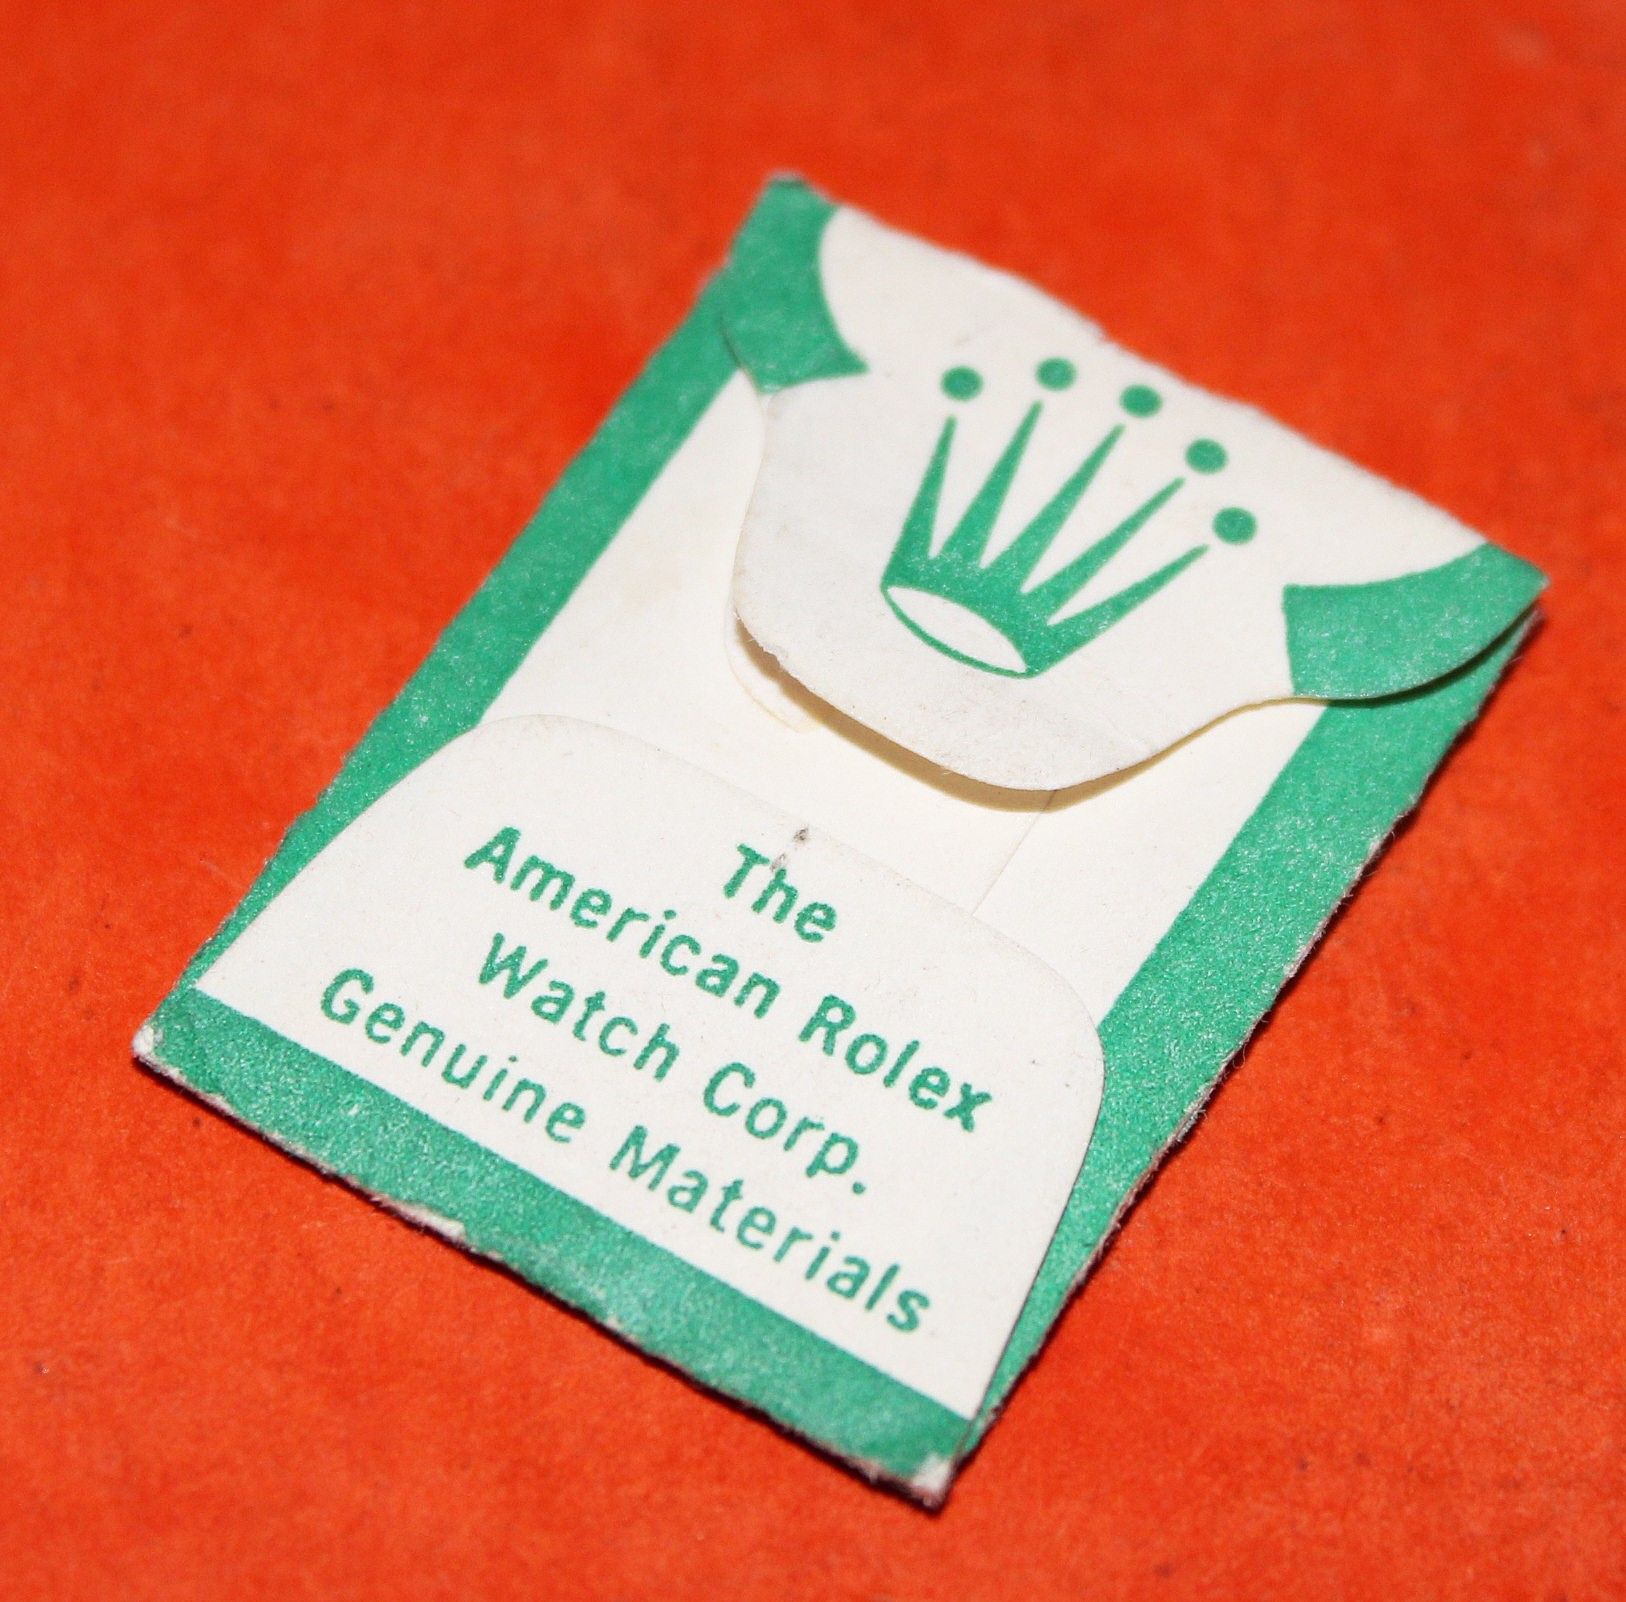 The
American Rolex
Watch Corp.
Genuine Materials